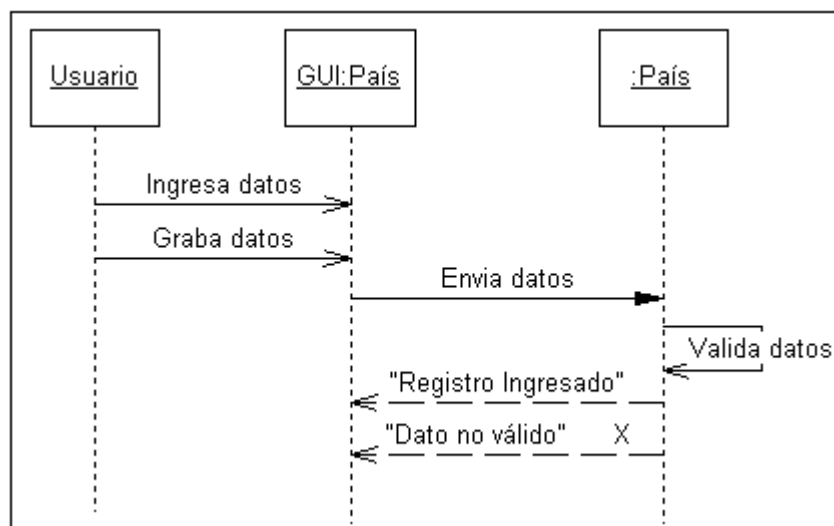 Usuario
GUI:País
:País
Ingresa datos
Graba datos
Envia datos
Valida datos
"Registro Ingresado"
"Dato no válido" X